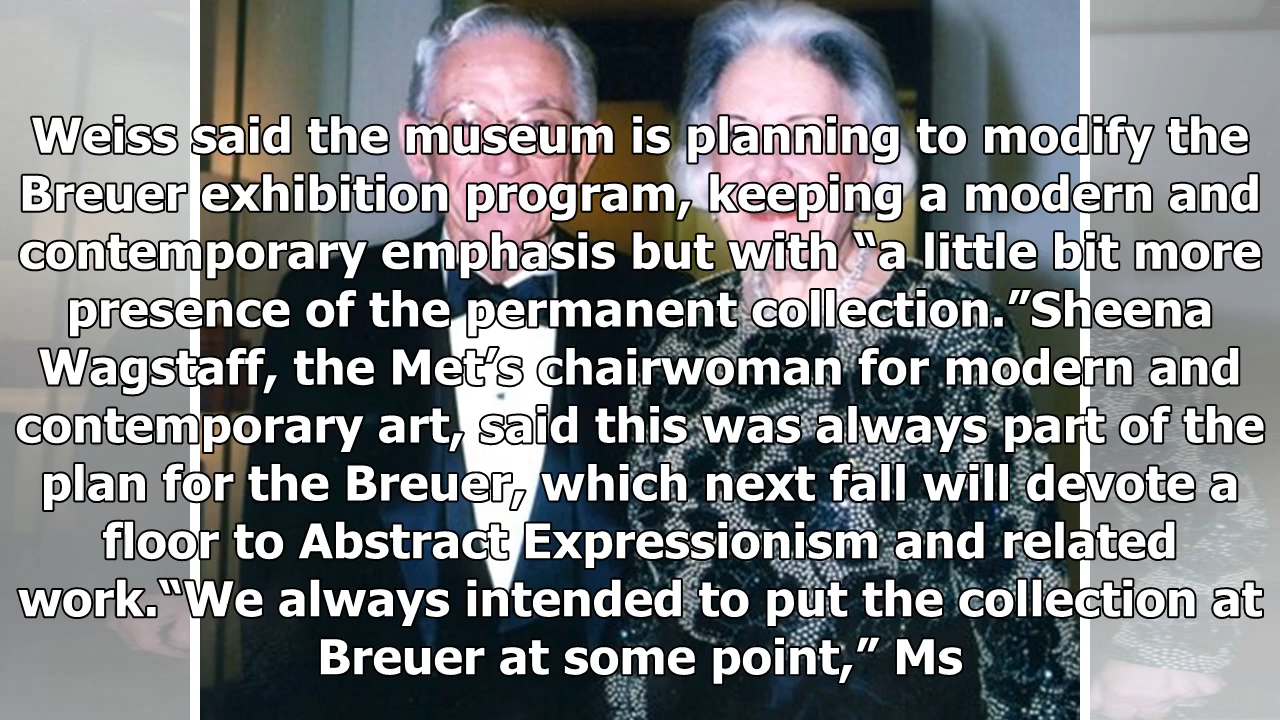 Weiss said the museum is planning to modify the
Breuer exhibition program, keeping a modern and
contemporary emphasis but with “a little bit more
presence of the permanent collection.”Sheena
Wagstaff, the Met’s chairwoman for modern and
contemporary art, said this was always part of the
plan for the Breuer, which next fall will devote a
floor to Abstract Expressionism and related
work.“We always intended to put the collection at
Breuer at some point,” Ms